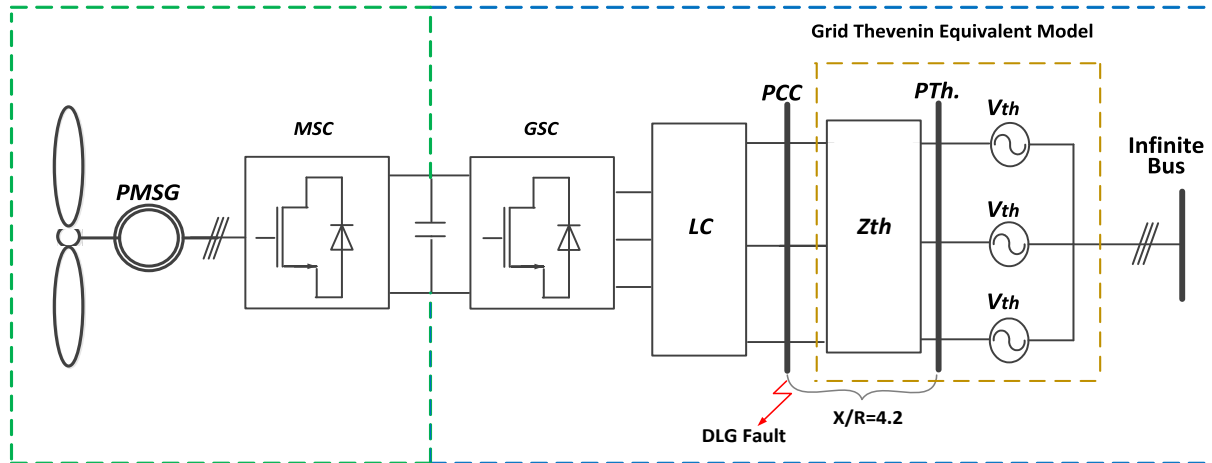 Grid Thevenin Equivalent Model
PCC
PTh.
Vth
MSC
GSC
Infinite
Bus
PMSG
Vth
LC
Zth
Vth
X/R=4.2
DLG Fault